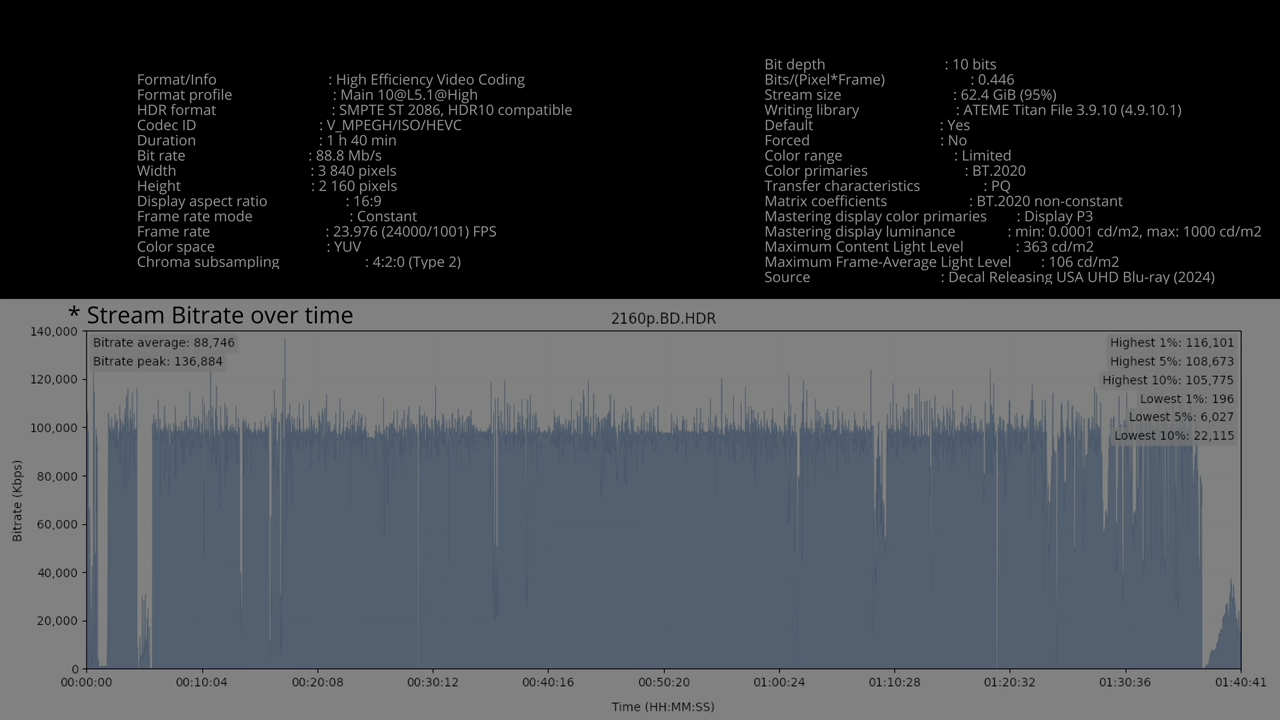 Format/Info : High Efficiency Video Coding
Format profile : Main 10@L5.1@High
HDR format : SMPTE ST 2086, HDR10 compatible
Codec ID : V_MPEGH/ISO/HEVC
Duration : 1 h 40 min
Bit rate : 88.8 Mb/s
Width : 3 840 pixels
Height : 2 160 pixels
Display aspect ratio : 16:9
Frame rate mode : Constant
Frame rate : 23.976 (24000/1001) FPS
Color space : YUV
Chroma subsampling : 4:2:0 (Type 2)
Bit depth : 10 bits
Bits/(Pixel*Frame) : 0.446
Stream size : 62.4 GiB (95%)
Writing library : ATEME Titan File 3.9.10 (4.9.10.1)
Default : Yes
Forced : No
Color range : Limited
Color primaries : BT.2020
Transfer characteristics : PQ
Matrix coefficients : BT.2020 non-constant
Mastering display color primaries : Display P3
Mastering display luminance : min: 0.0001 cd/m2, max: 1000 cd/m2
Maximum Content Light Level : 363 cd/m2
Maximum Frame-Average Light Level : 106 cd/m2
Source : Decal Releasing USA UHD Blu-ray (2024)
* Stream Bitrate over time
2160p.BD.HDR
Bitrate average: 88,746
Bitrate peak: 136,884
Highest 1%: 116,101
Highest 5%: 108,673
Highest 10%: 105,775
Lowest 1%: 196
Lowest 5%: 6,027
Lowest 10%: 22,115
Bitrate (Kbps)
140,000
120,000
100,000
80,000
60,000
40,000
20,000
0
00:00:00 00:10:04 00:20:08 00:30:12 00:40:16 00:50:20 01:00:24 01:10:28 01:20:32 01:30:36 01:40:41
Time (HH:MM:SS)